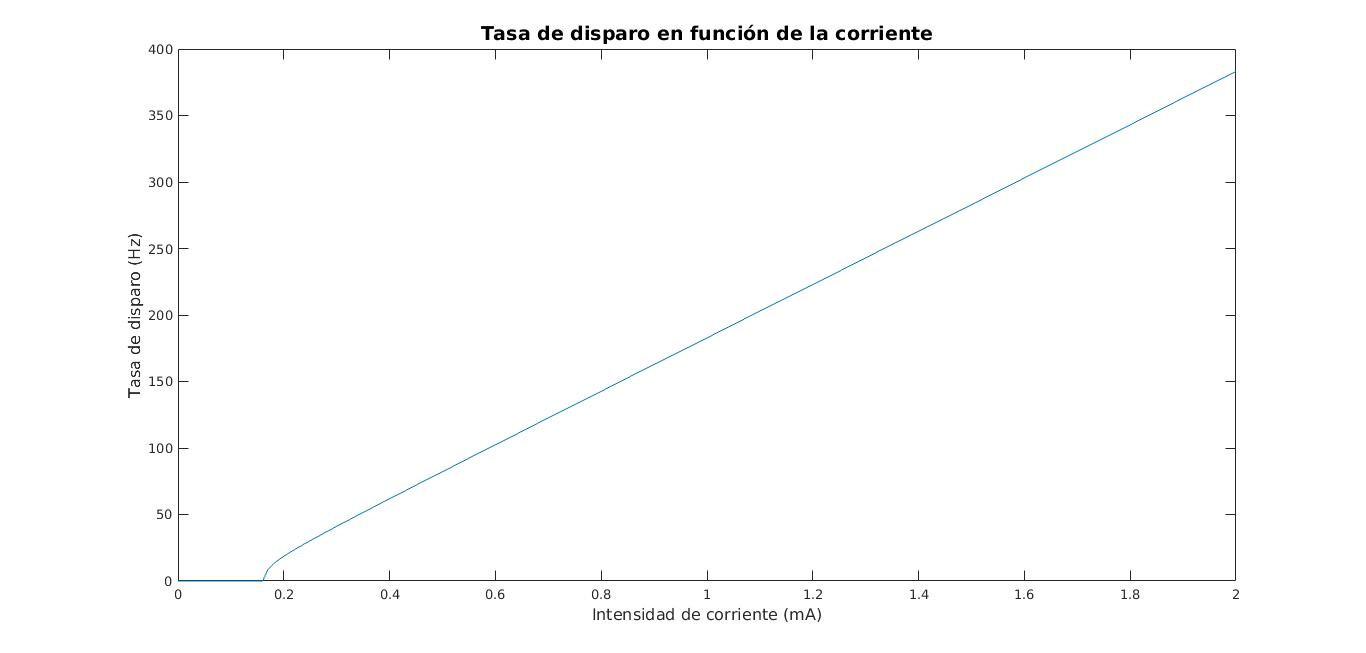 Tasa de disparo en función de la corriente
400
350
300
250
200
150
100
50
0
Tasa de disparo (Hz)
0 0.2 0.4 0.6 0.8 1 1.2 1.4 1.6 1.8 2
Intensidad de corriente (mA)